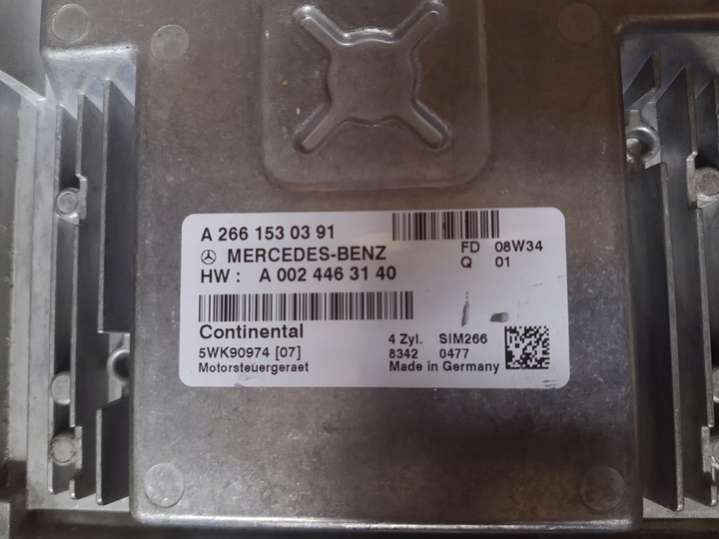 A 266 153 03 91
MERCEDES-BENZ
HW : A 002 446 31 40
FD 08W34
Q 01
Continental
5WK90974 [07]
Motorsteuergeraet
4 Zyl. SIM266
8342 0477
Made in Germany